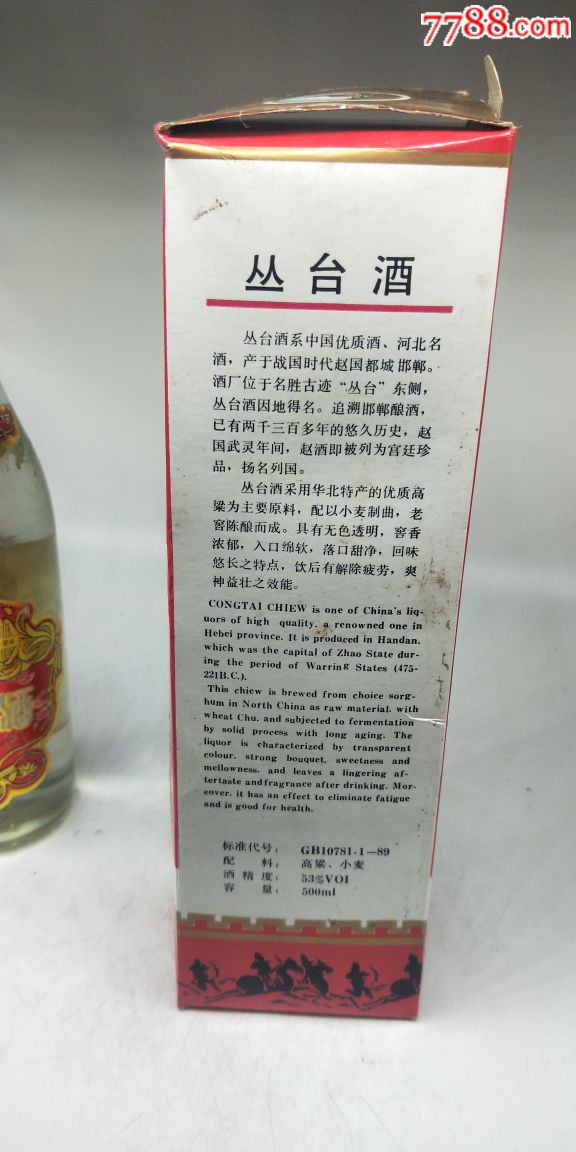 7788.com
丛台酒
丛台酒系中国优质酒、河北名
酒，产于战国时代赵国都城邯郸。
酒厂位于名胜古迹“丛台”东侧，
丛台酒因地得名。追溯邯郸酿酒，
已有两千三百多年的悠久历史，赵
国武灵年间，赵酒即被列为宫廷珍
品，扬名列国。
丛台酒采用华北特产的优质高
粱为主要原料，配以小麦制曲，老
窖陈酿而成。具有无色透明，窖香
浓郁，入口绵软，落口甜净，回味
悠长之特点，饮后有解除疲劳，爽
神益壮之效能。
CONGTAI CHIEW is one of China's liq-
uors of high quality, a renowned one in
Hebei province. It is produced in Handan,
which was the capital of Zhao State dur-
ing the period of Warring States (475-
221B.C.).
This chiew is brewed from choice sorg-
hum in North China as raw material, with
wheat Chu, and subjected to fermentation
by solid process with long aging. The
liquor is characterized by transparent
colour, strong bouquet, sweetness and
mellowness, and leaves a lingering af-
tertaste and fragrance after drinking. Mor-
eover, it has an effect to eliminate fatigue
and is good for health.
标准代号： GB10781·1—89
配 料： 高粱、小麦
酒精度： 53%VOl
容 量： 500ml
酒